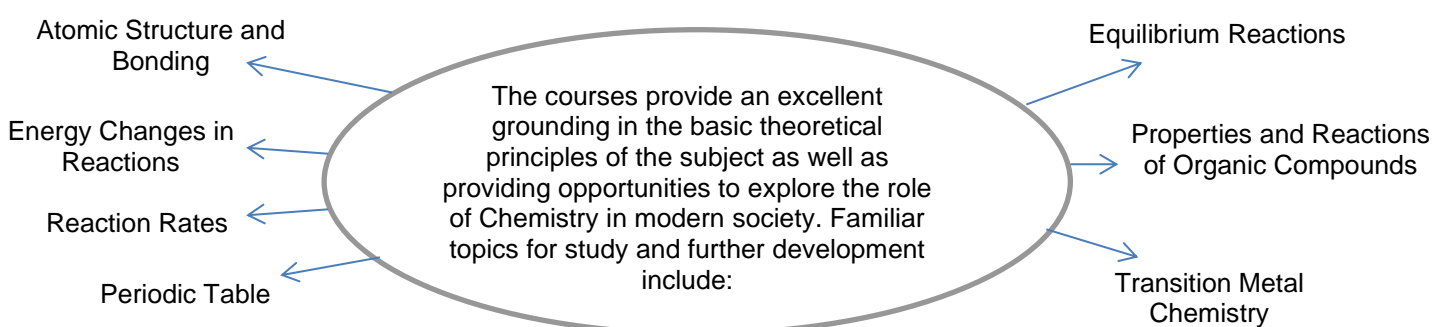 Atomic Structure and
Bonding
Energy Changes in
Reactions
Reaction Rates
Periodic Table
The courses provide an excellent
grounding in the basic theoretical
principles of the subject as well as
providing opportunities to explore the role
of Chemistry in modern society. Familiar
topics for study and further development
include:
Equilibrium Reactions
Properties and Reactions
of Organic Compounds
Transition Metal
Chemistry